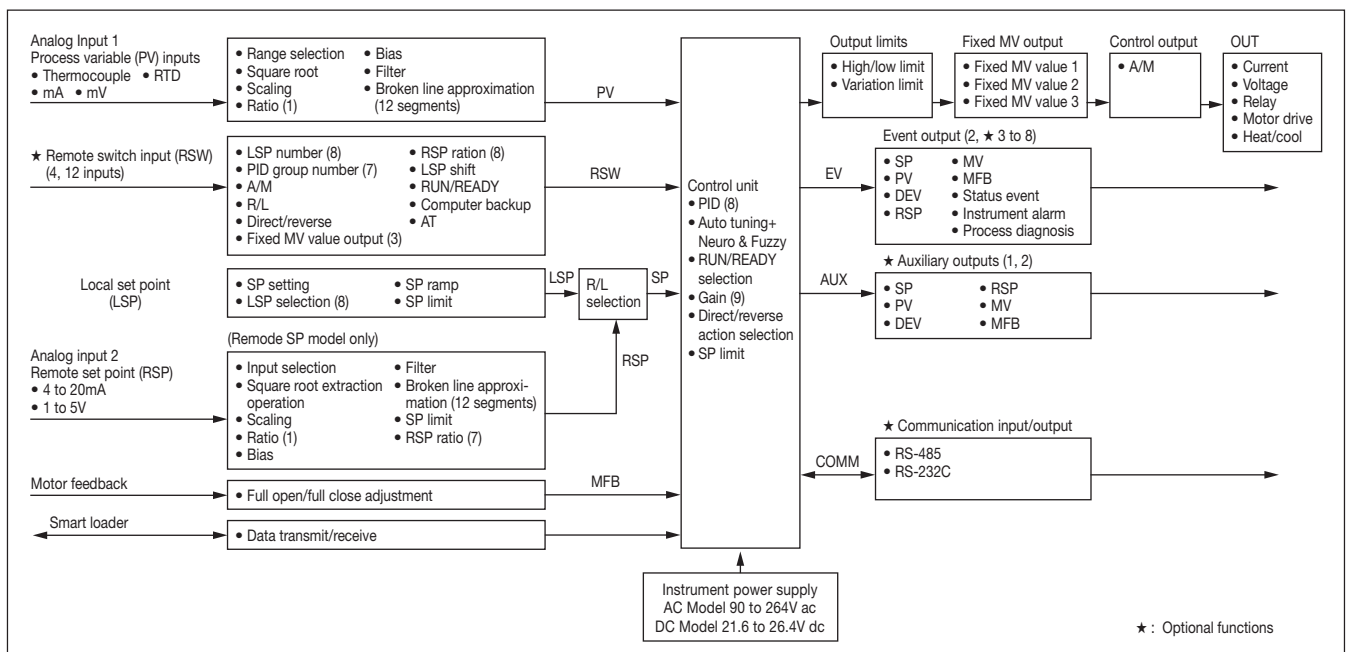 Analog Input 1
Process variable (PV) inputs
● Thermocouple ● RTD
● mA ● mV
● Range selection
● Square root
● Scaling
● Ratio (1)
● Bias
● Filter
● Broken line approximation
(12 segments)
PV
★ Remote switch input (RSW)
(4, 12 inputs)
● LSP number (8)
● PID group number (7)
● A/M
● R/L
● Direct/reverse
● Fixed MV value output (3)
● RSP ration (8)
● LSP shift
● RUN/READY
● Computer backup
● AT
RSW
Local set point
(LSP)
● SP setting
● LSP selection (8)
● SP ramp
● SP limit
LSP
R/L
selection
SP
RSP
(Remode SP model only)
Analog input 2
Remote set point (RSP)
● 4 to 20mA
● 1 to 5V
● Input selection
● Square root extraction
operation
● Scaling
● Ratio (1)
● Bias
● Filter
● Broken line approxi-
mation (12 segments)
● SP limit
● RSP ratio (7)
Motor feedback
● Full open/full close adjustment
MFB
Smart loader
● Data transmit/receive
Control unit
● PID (8)
● Auto tuning+
Neuro & Fuzzy
● RUN/READY
selection
● Gain (9)
● Direct/reverse
action selection
● SP limit
Instrument power supply
AC Model 90 to 264V ac
DC Model 21.6 to 26.4V dc
Output limits
● High/low limit
● Variation limit
Fixed MV output
● Fixed MV value 1
● Fixed MV value 2
● Fixed MV value 3
Control output
● A/M
OUT
● Current
● Voltage
● Relay
● Motor drive
● Heat/cool
Event output (2, ★ 3 to 8)
EV
● SP
● PV
● DEV
● RSP
● MV
● MFB
● Status event
● Instrument alarm
● Process diagnosis
★ Auxiliary outputs (1, 2)
AUX
● SP
● PV
● DEV
● RSP
● MV
● MFB
★ Communication input/output
COMM
● RS-485
● RS-232C
★ : Optional functions